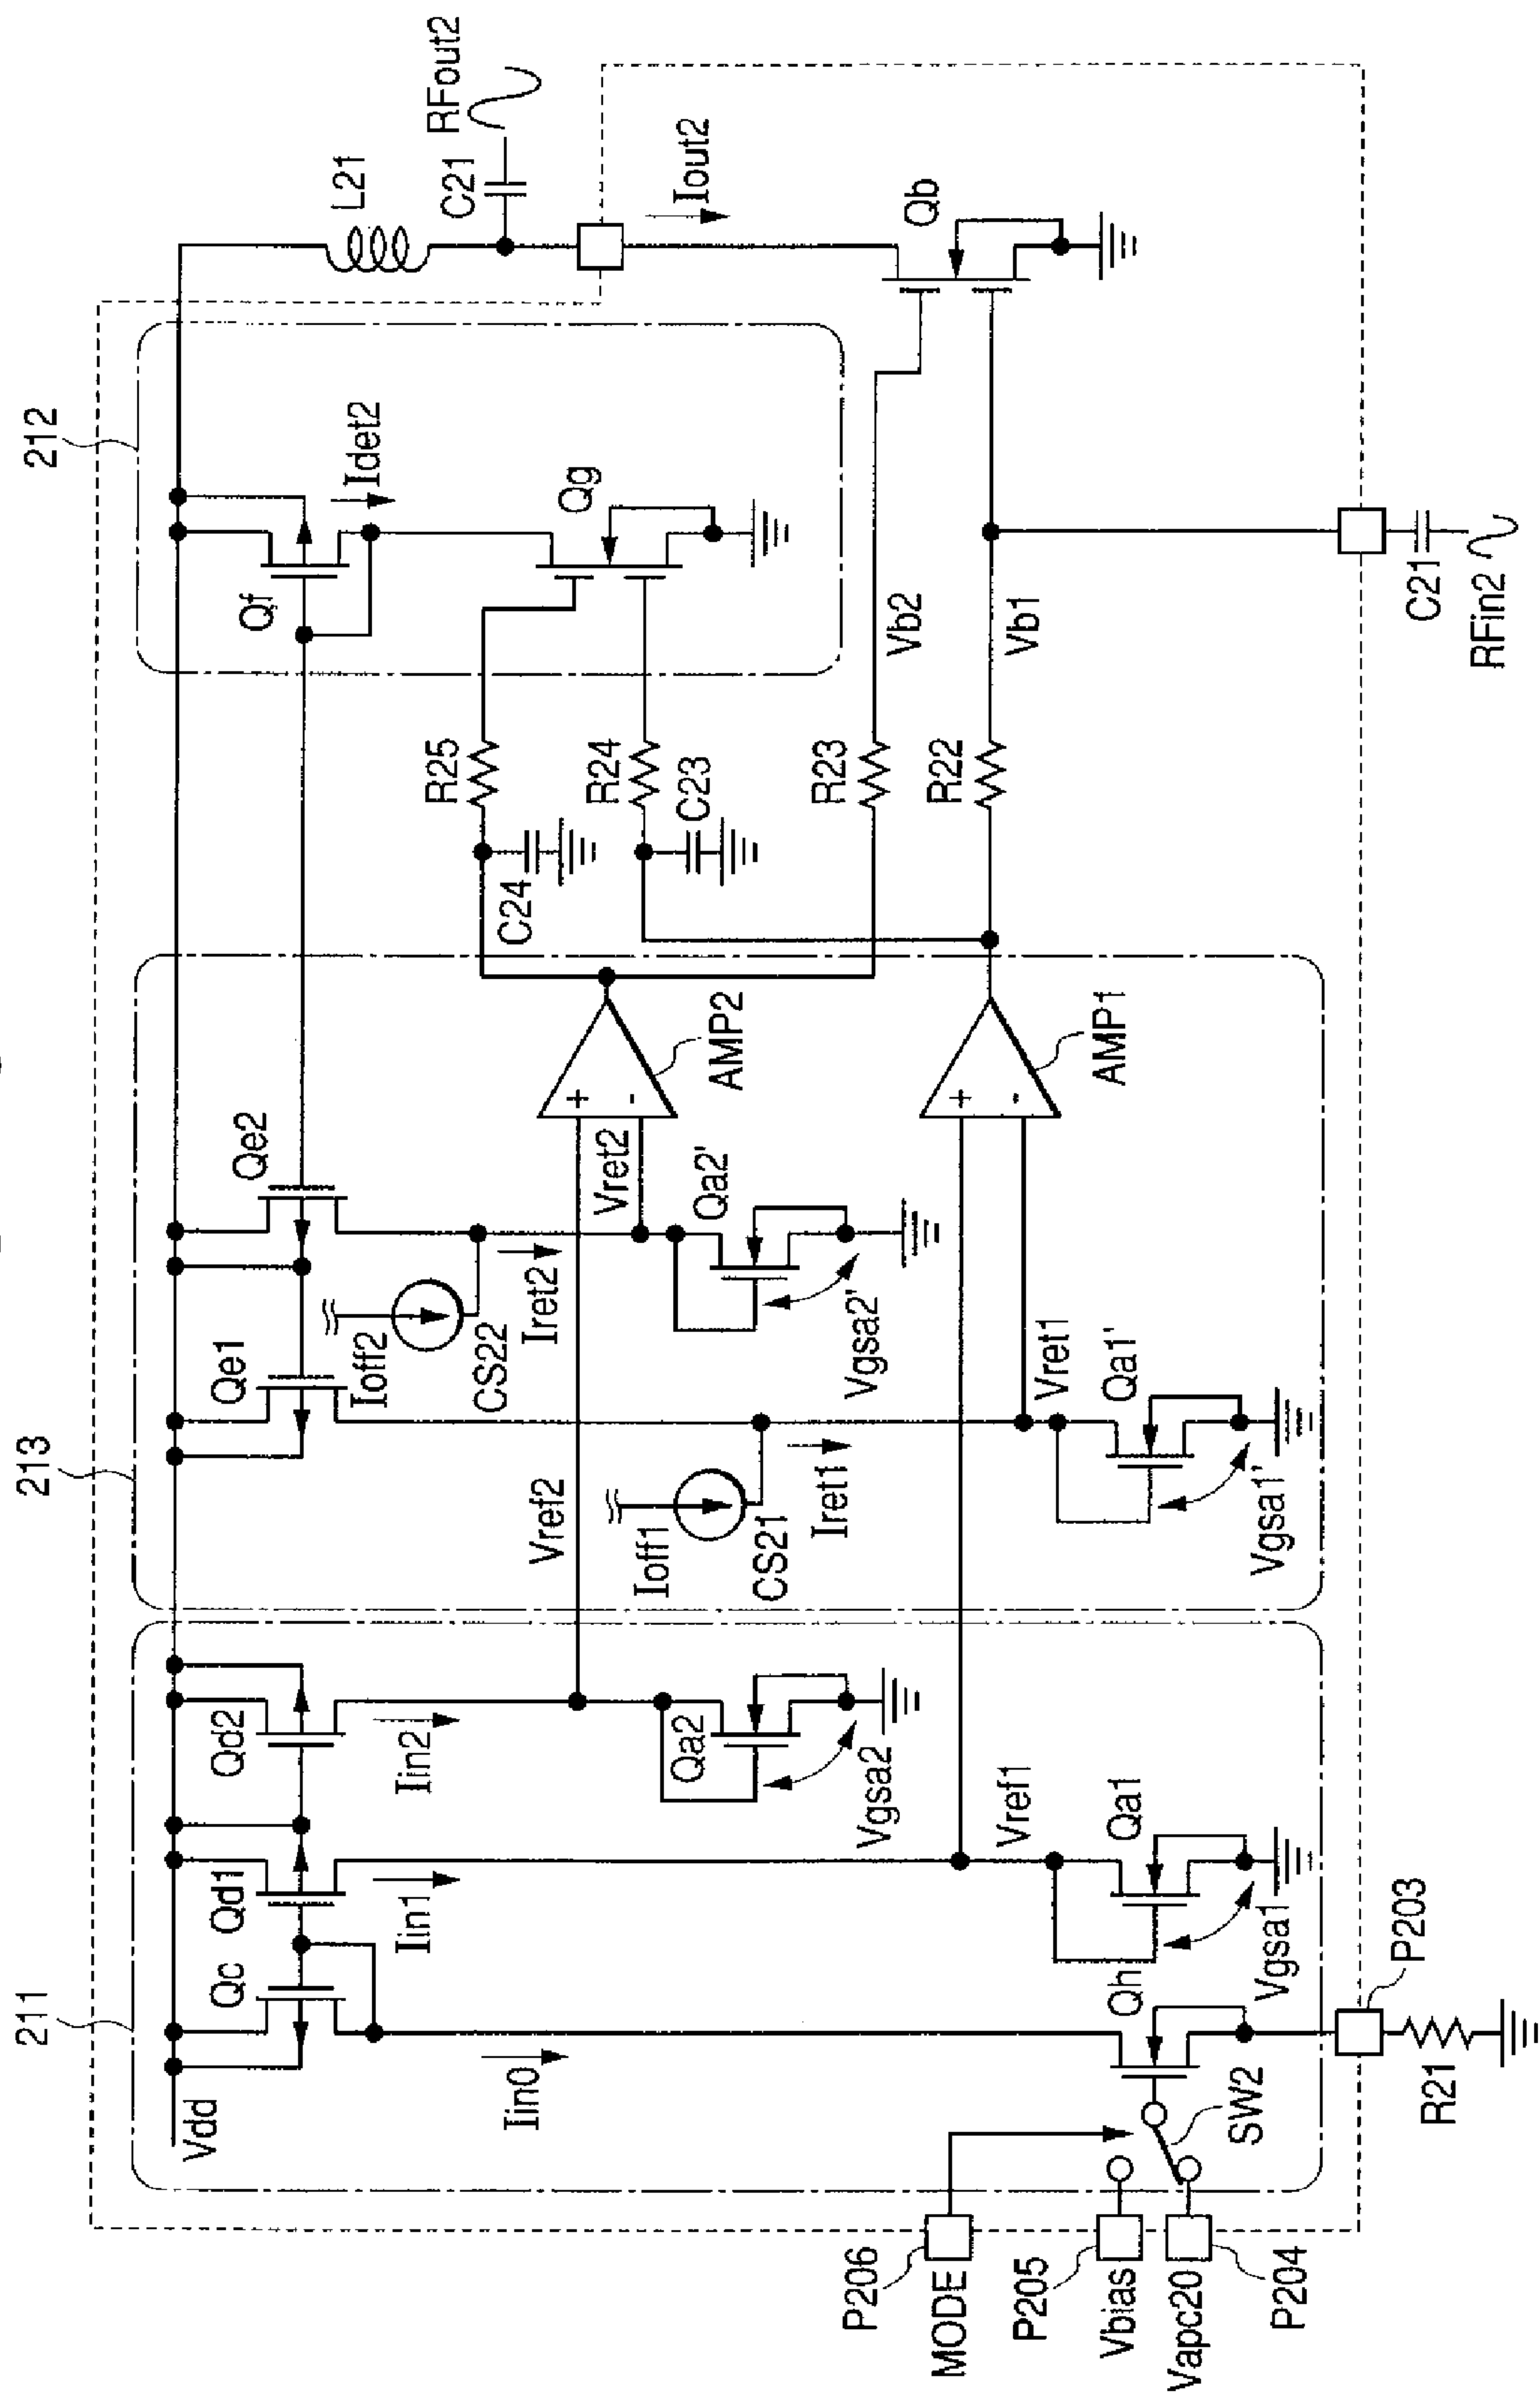 211
213
212
Vdd
Qc
Qd1
Qd2
Qe1
Qe2
Qf
Idet2
L21
C21
RFout2
Iin0
Iin1
Iin2
Ioff2
CS22
Iret2
Vref2
Vret2
AMP2
C24
R25
R24
C23
Qg
Iout2
Qb
Qa2
Vgsa2
Ioff1
CS21
Iret1
Qa2'
Vgsa2'
+
-
R23
Vb2
P206
MODE
Vref1
Vret1
+
-
AMP1
R22
Vb1
P205
Vbias
Vapc20
P204
SW2
Qh
Qa1
Vgsa1
Qa1'
Vgsa1'
P203
R21
C21
RFin2